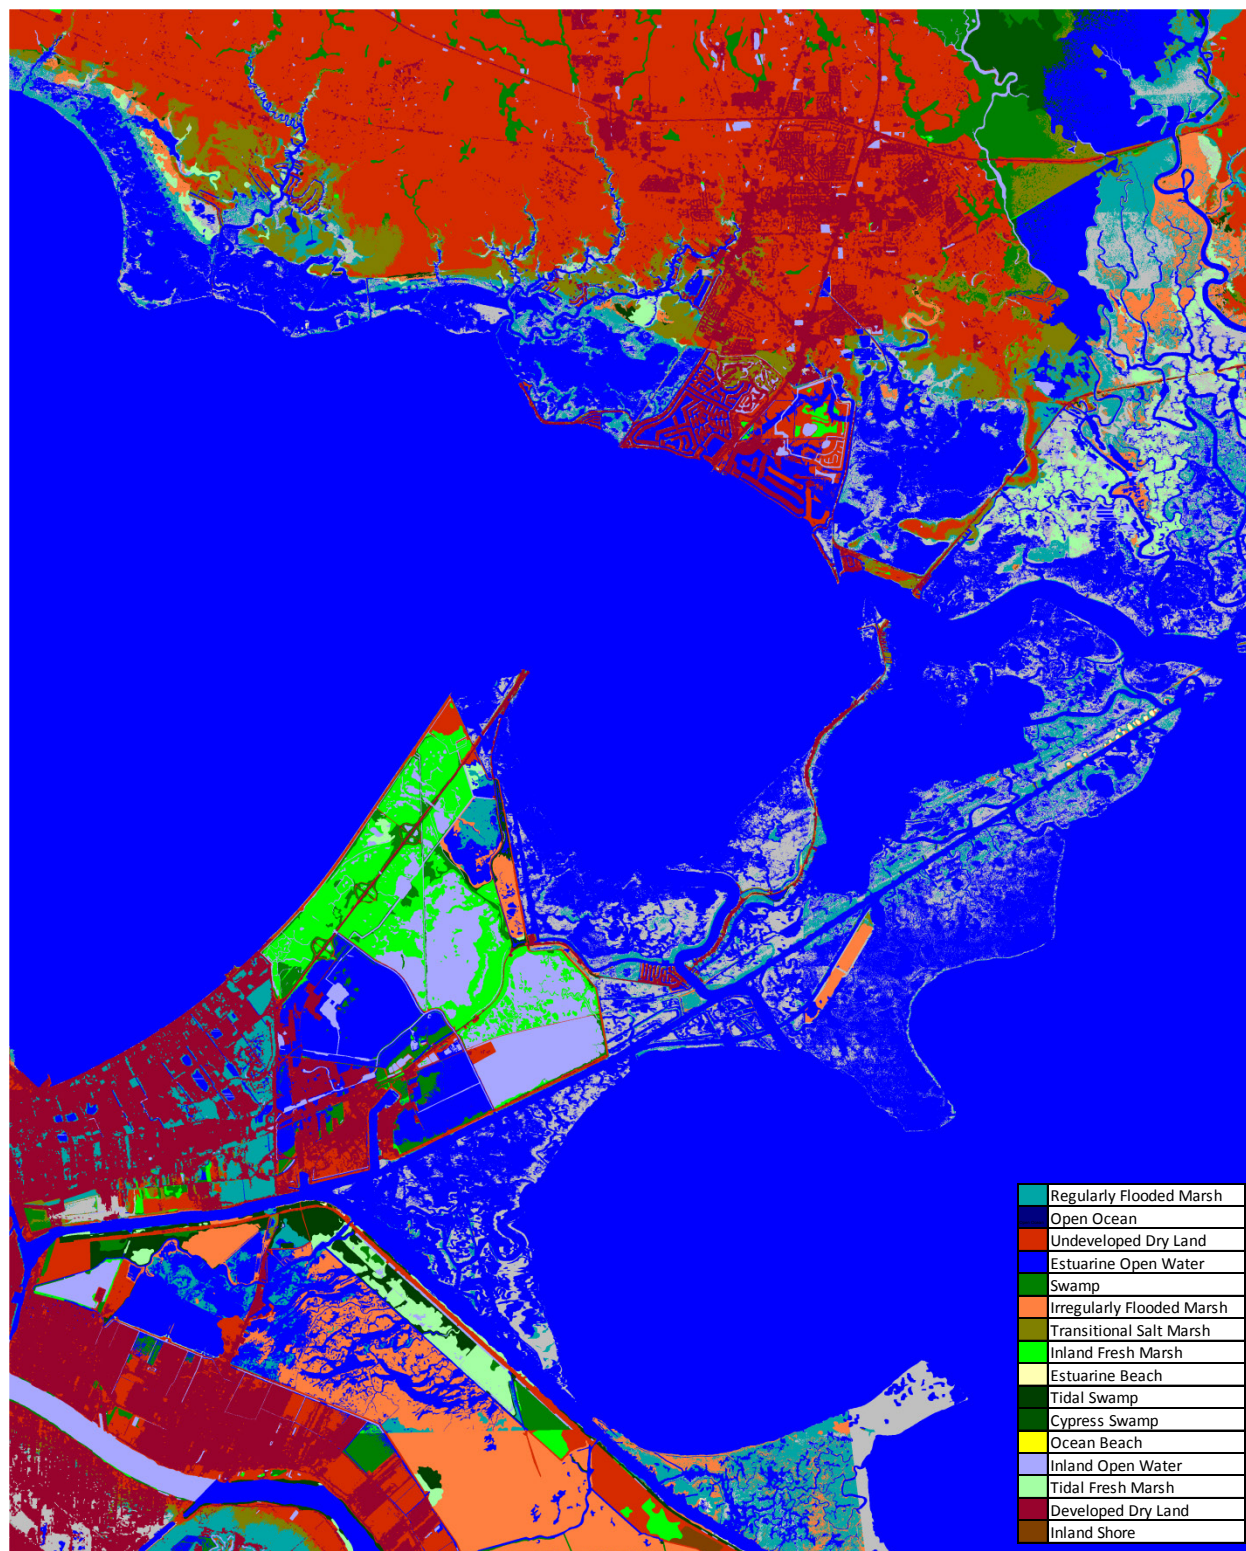 Regularly Flooded Marsh
Open Ocean
Undeveloped Dry Land
Estuarine Open Water
Swamp
Irregularly Flooded Marsh
Transitional Salt Marsh
Inland Fresh Marsh
Estuarine Beach
Tidal Swamp
Cypress Swamp
Ocean Beach
Inland Open Water
Tidal Fresh Marsh
Developed Dry Land
Inland Shore